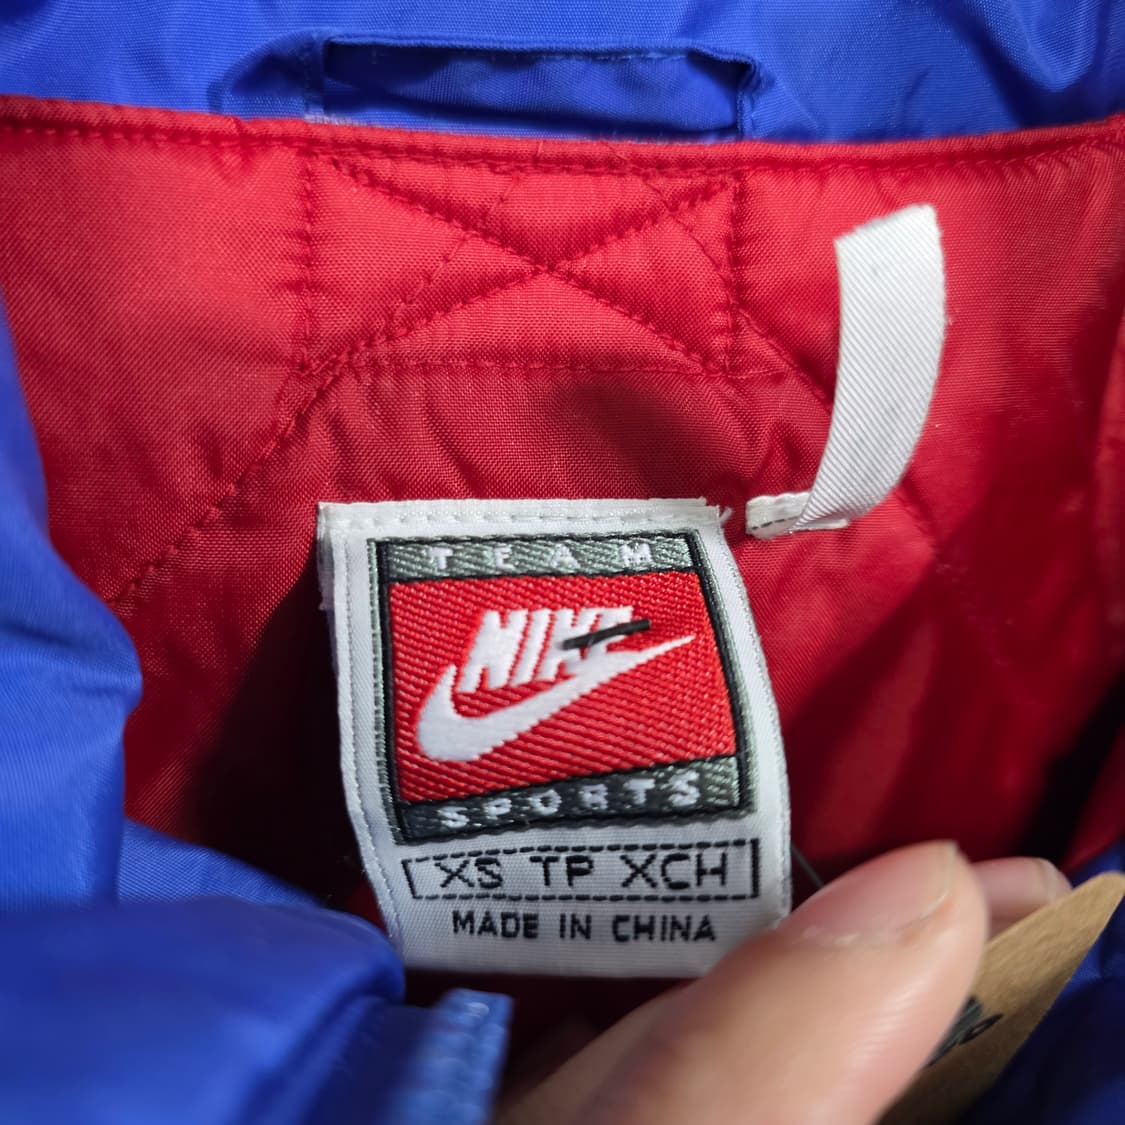 TEAM
NIKE
SPORTS
XS TP XCH
MADE IN CHINA